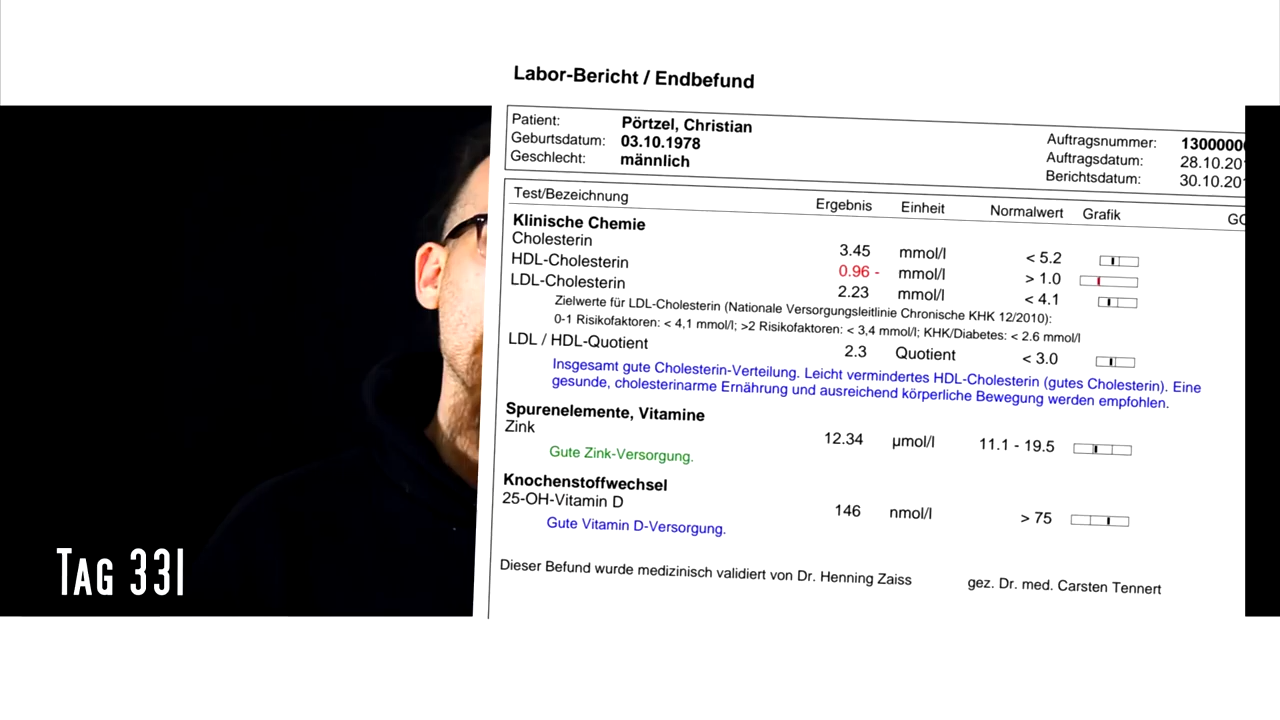 Labor-Bericht / Endbefund
Patient: Pörtzel, Christian
Geburtsdatum: 03.10.1978
Geschlecht: männlich
Auftragsnummer: 1300000
Auftragsdatum: 28.10.201
Berichtsdatum: 30.10.201
Test/Bezeichnung Ergebnis Einheit Normalwert Grafik
Klinische Chemie
Cholesterin 3.45 mmol/l < 5.2
HDL-Cholesterin 0.96 - mmol/l > 1.0
LDL-Cholesterin 2.23 mmol/l < 4.1
Zielwerte für LDL-Cholesterin (Nationale Versorgungsleitlinie Chronische KHK 12/2010):
0-1 Risikofaktoren: < 4,1 mmol/l; >2 Risikofaktoren: < 3,4 mmol/l; KHK/Diabetes: < 2.6 mmol/l
LDL / HDL-Quotient 2.3 Quotient < 3.0
Insgesamt gute Cholesterin-Verteilung. Leicht vermindertes HDL-Cholesterin (gutes Cholesterin). Eine
gesunde, cholesterinarme Ernährung und ausreichend körperliche Bewegung werden empfohlen.
Spurenelemente, Vitamine
Zink 12.34 µmol/l 11.1 - 19.5
Gute Zink-Versorgung.
Knochenstoffwechsel
25-OH-Vitamin D 146 nmol/l > 75
Gute Vitamin D-Versorgung.
Dieser Befund wurde medizinisch validiert von Dr. Henning Zaiss gez. Dr. med. Carsten Tennert
Tag 331